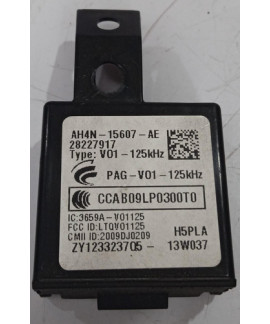 AH4N-15607-AE
28227917
Type: V01-125kHz
PAG-V01-125kHz
CCAB09LP0300T0
IC:3659A-V01125
FCC ID:LTQV01125
H5PLA
CMII ID:2009DJ0209
ZY123323705- 13W037